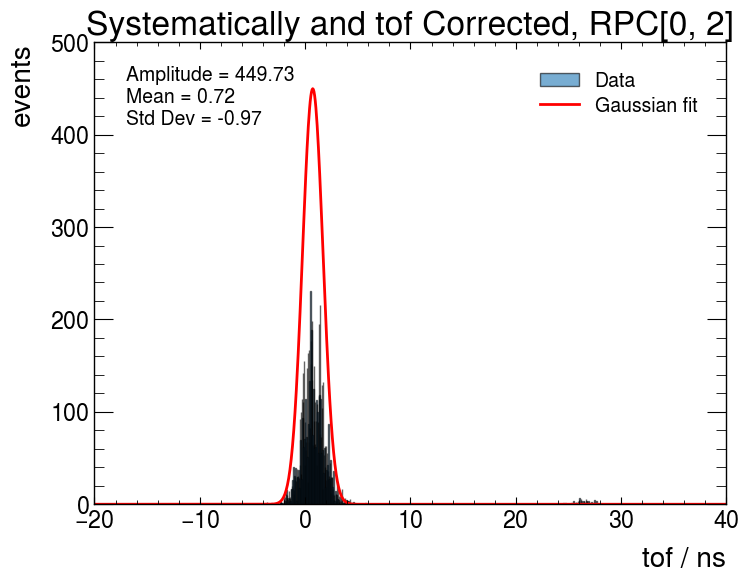 Systematically and tof Corrected, RPC[0, 2]
events
500
400
300
200
100
0
Amplitude = 449.73
Mean = 0.72
Std Dev = -0.97
Data
Gaussian fit
−20 −10 0 10 20 30 40
tof / ns